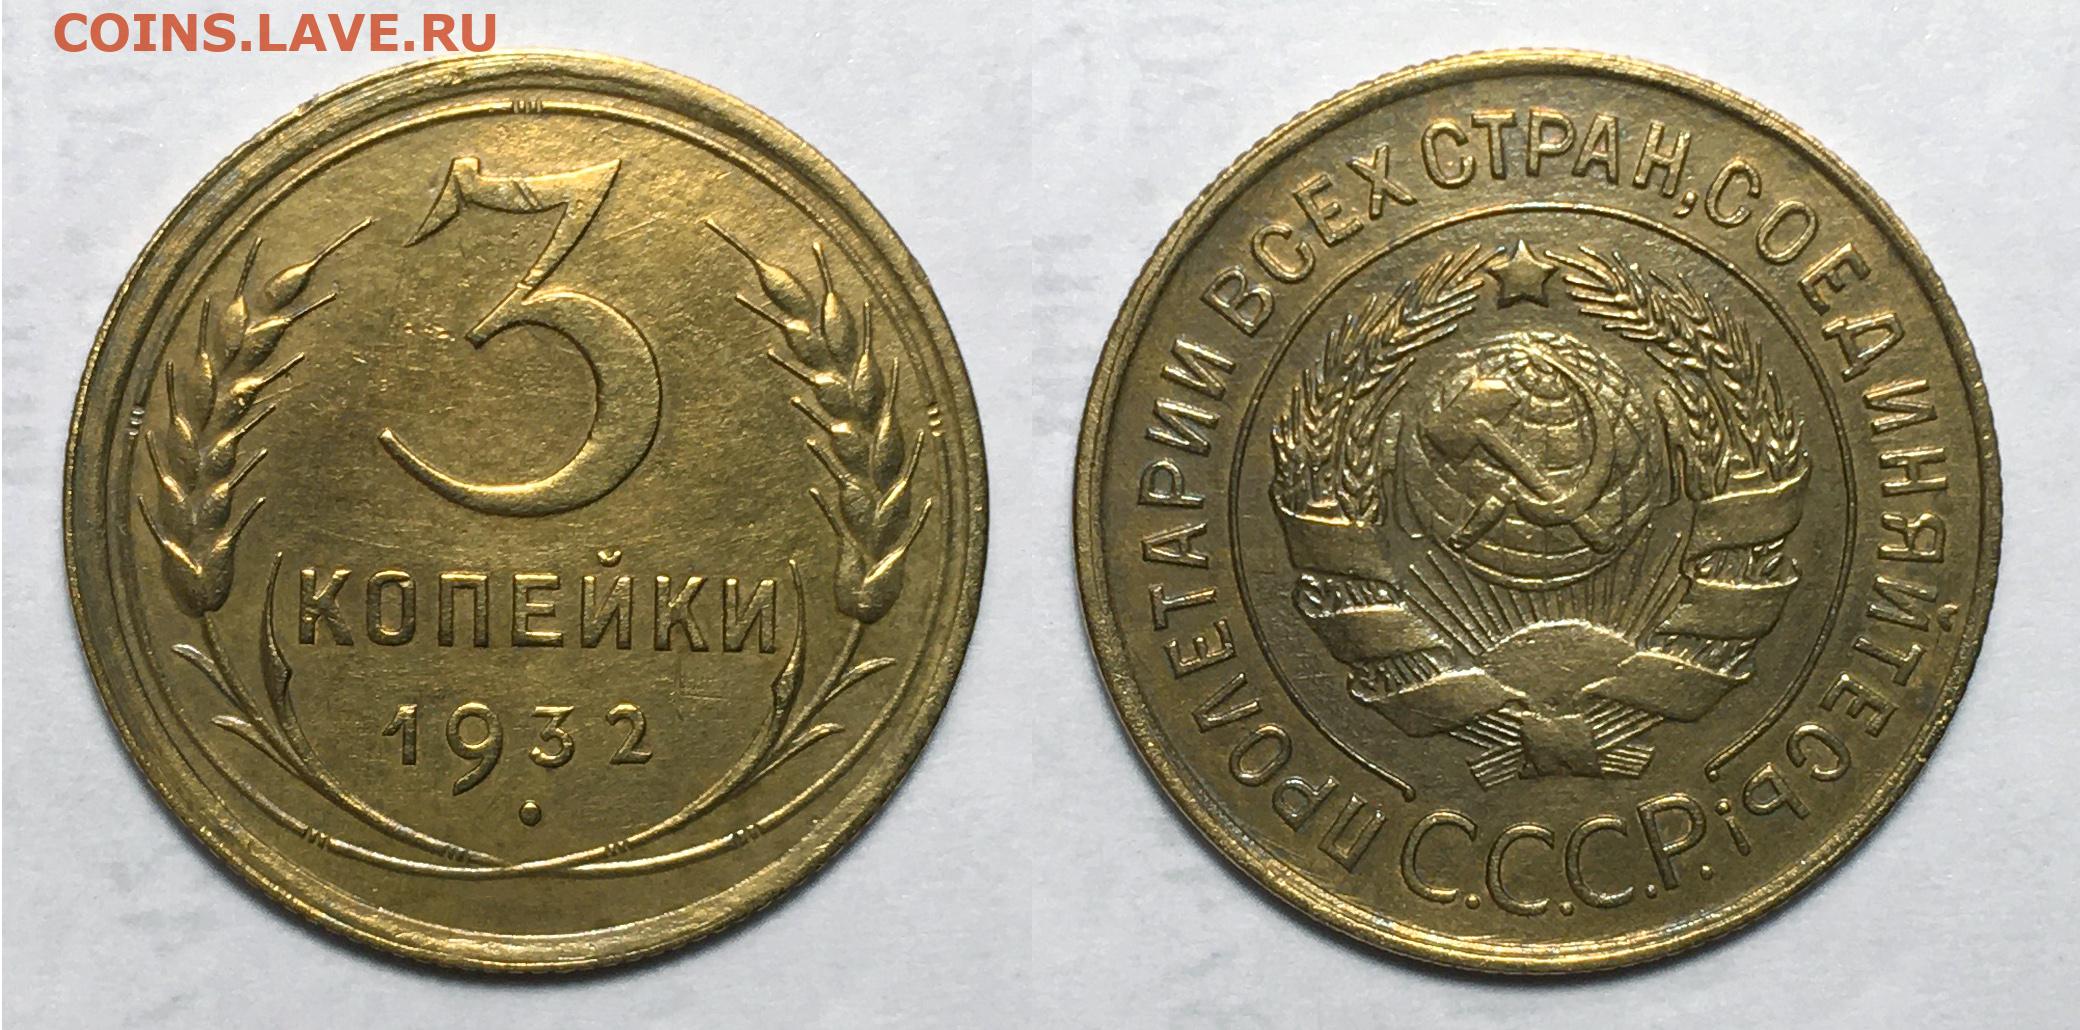 COINS.LAVE.RU
3
КОПЕЙКИ
1932
ПРОЛЕТАРИИ ВСЕХ СТРАН, СОЕДИНЯЙТЕСЬ!
С.С.С.Р.